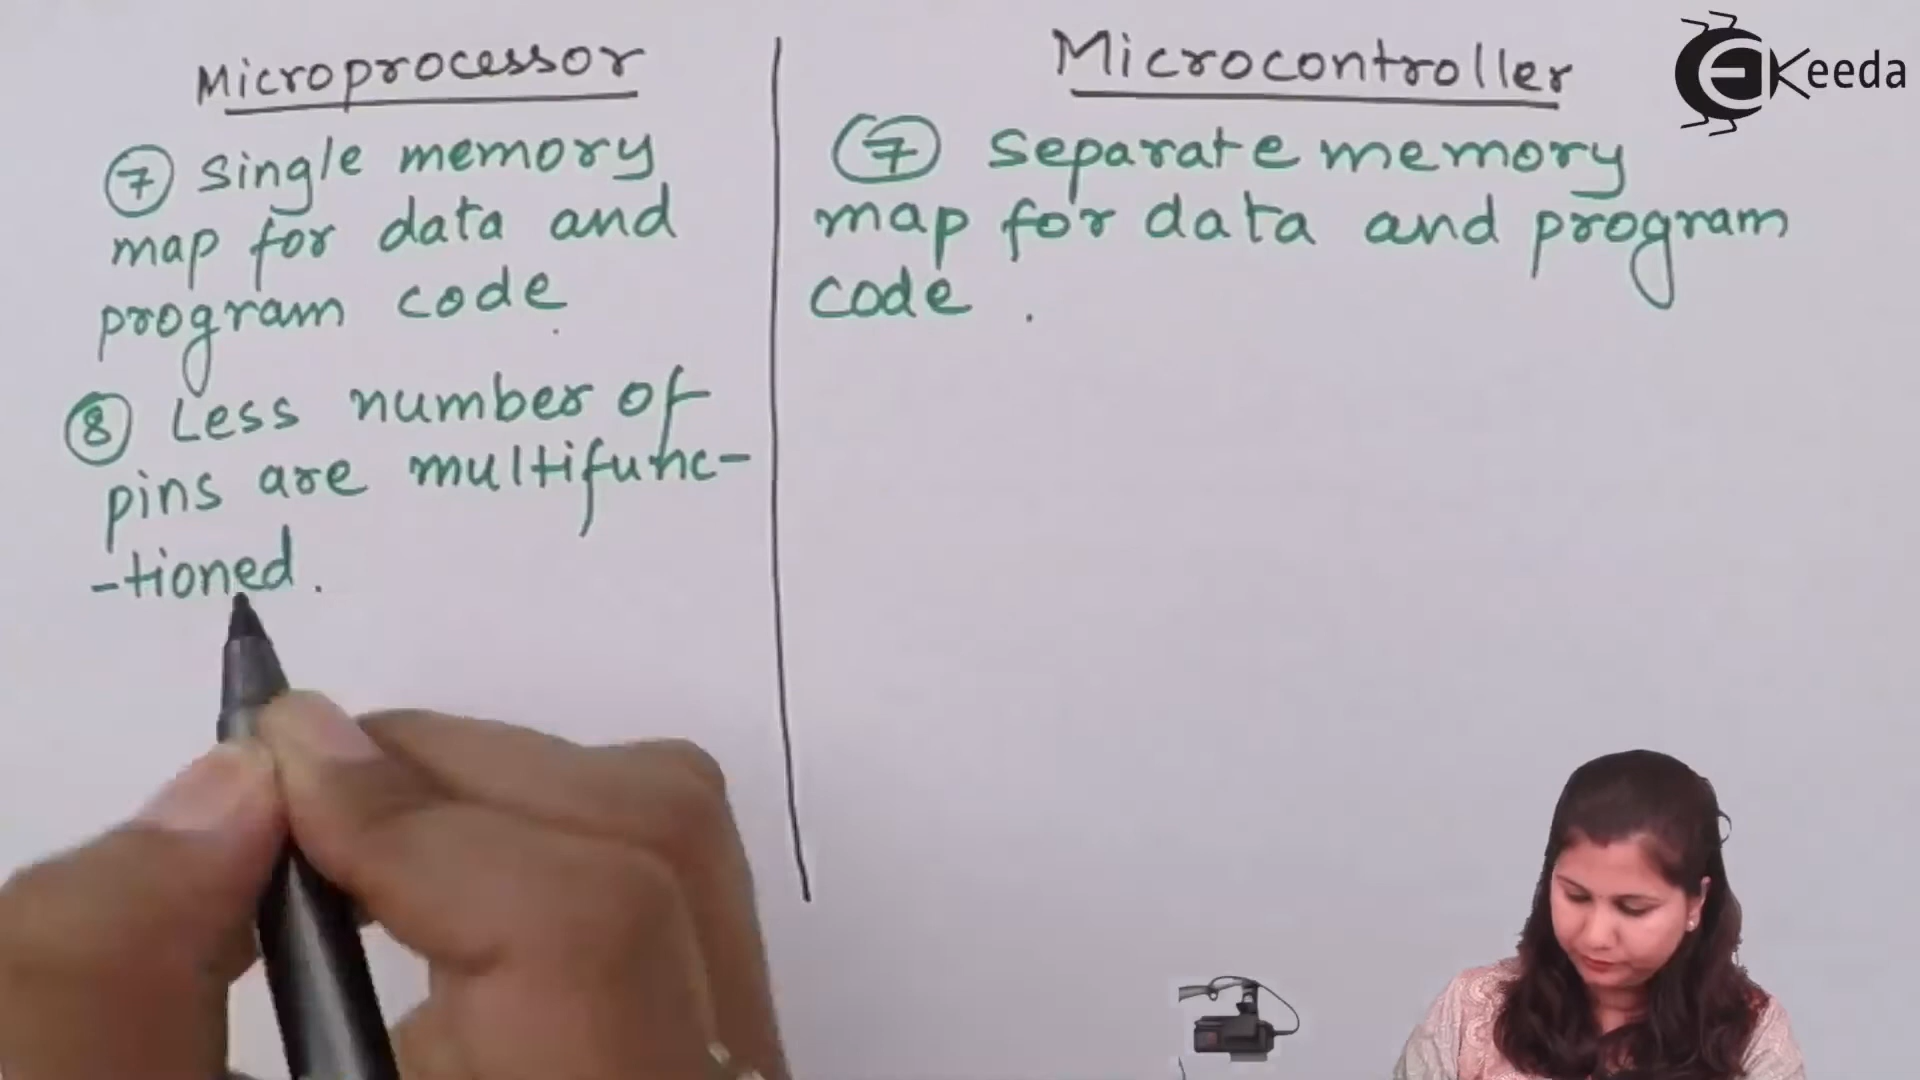 Microprocessor
⑦ Single memory
map for data and
program code.
⑧ Less number of
pins are multifunc-
-tioned.
Microcontroller
⑦ Separate memory
map for data and program
code.
EKeeda